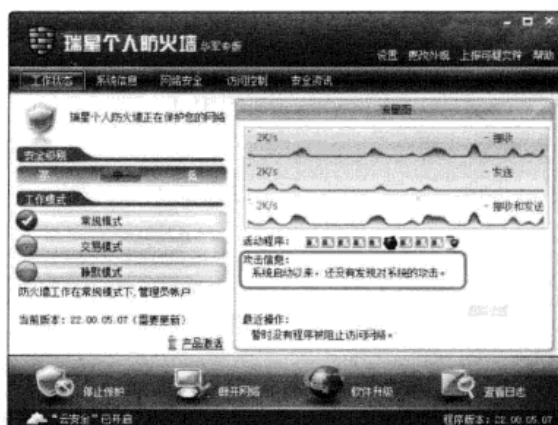 瑞星个人防火墙 华军专版
设置 更改外观 上报可疑文件 帮助
工作状态 系统信息 网络安全 访问控制 安全资讯
瑞星个人防火墙正在保护您的网络
安全级别
高 中 低
工作模式
常规模式
交易模式
静默模式
防火墙工作在常规模式下,管理员帐户
当前版本: 22.00.05.07 (需要更新)
产品激活
流量图
2K/s - 接收
2K/s - 发送
2K/s - 接收和发送
活动程序:
攻击信息:
系统启动以来,还没有发现对系统的攻击。
最近操作:
暂时没有程序被阻止访问网络。
停止保护 断开网络 软件升级 查看日志
“云安全”已开启 程序版本: 22.00.05.07